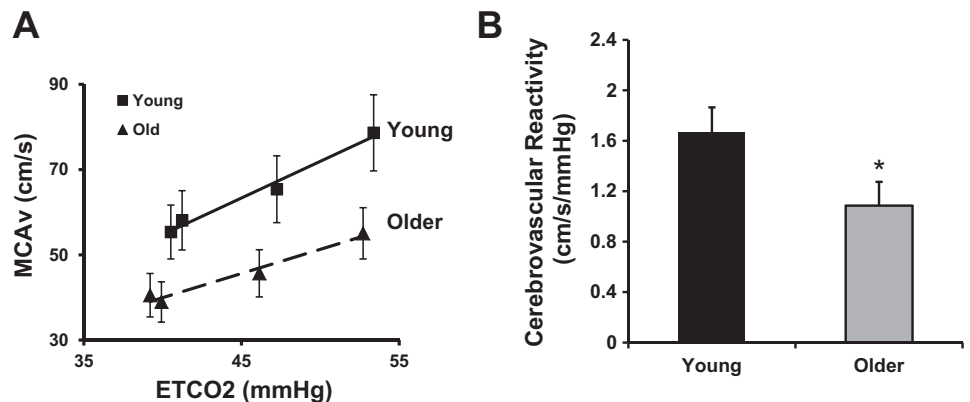 A
90
70
50
30
35
45
55
MCAv (cm/s)
ETCO2 (mmHg)
Young
Old
Young
Older
B
2.4
2
1.6
1.2
0.8
0.4
0
Cerebrovascular Reactivity
(cm/s/mmHg)
*
Young
Older